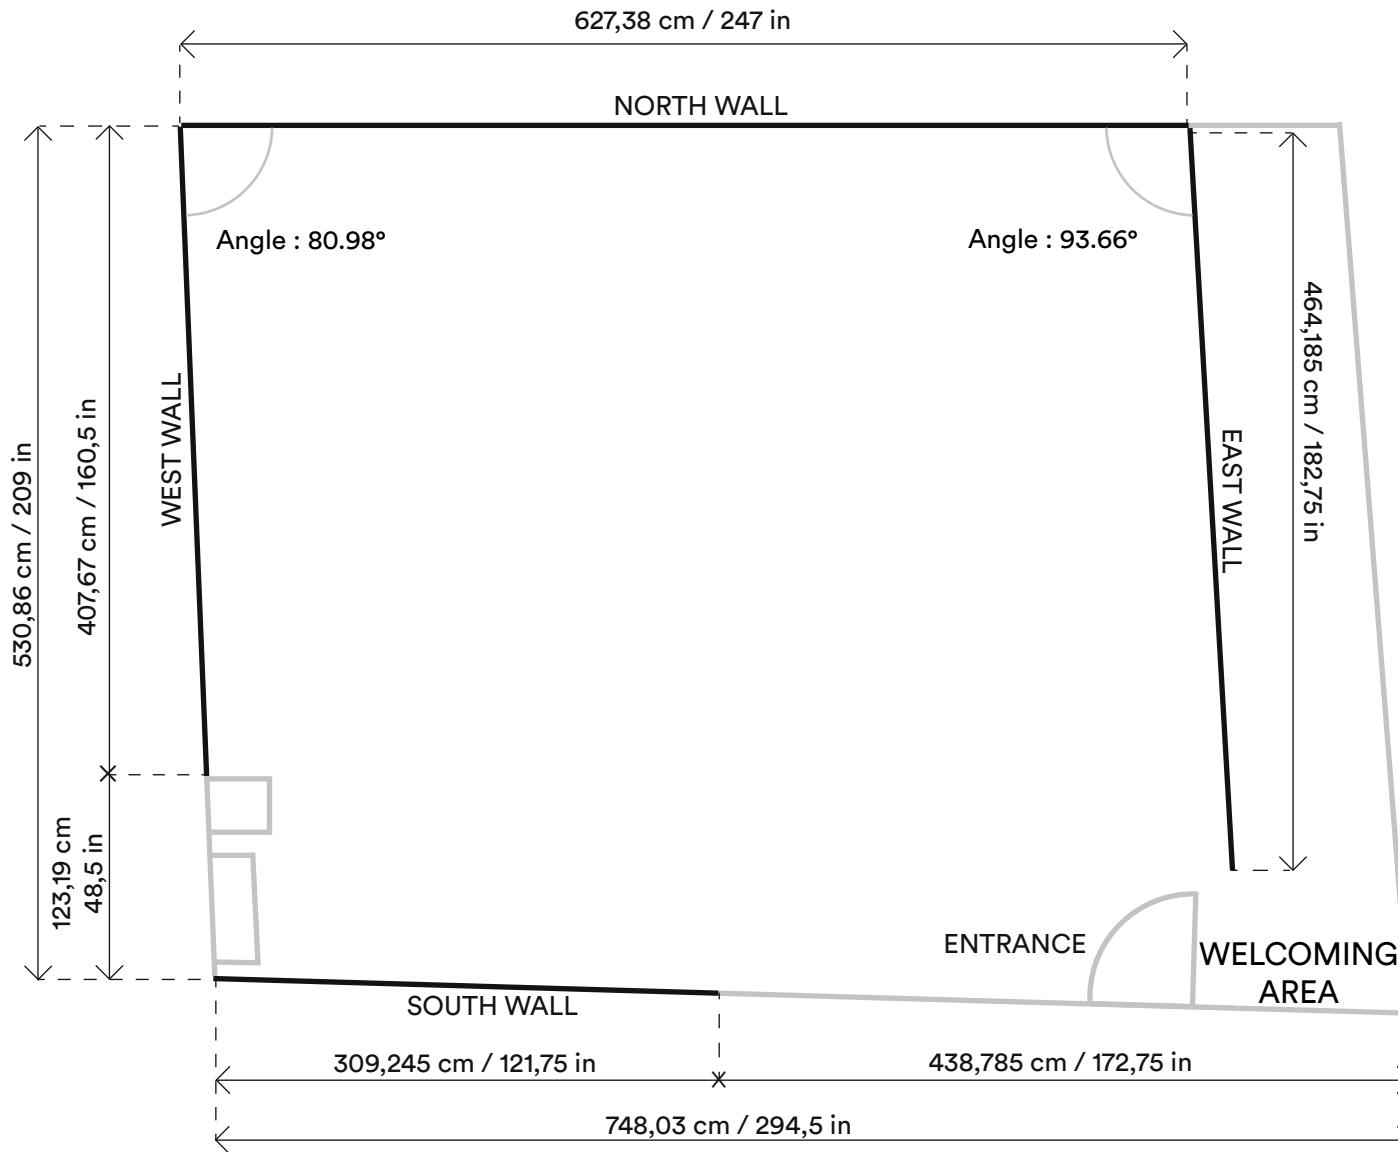 627,38 cm / 247 in
NORTH WALL
Angle : 80.98°
Angle : 93.66°
530,86 cm / 209 in
407,67 cm / 160,5 in
WEST WALL
EAST WALL
464,185 cm / 182,75 in
123,19 cm
48,5 in
ENTRANCE
WELCOMING
AREA
SOUTH WALL
309,245 cm / 121,75 in
438,785 cm / 172,75 in
748,03 cm / 294,5 in